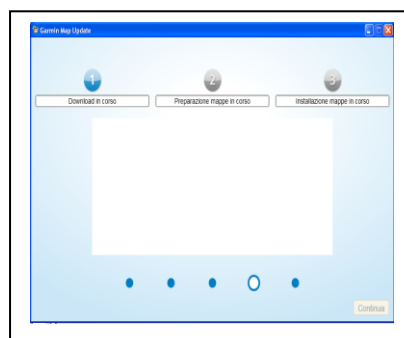 Garmin Map Update
1
2
3
Download in corso
Preparazione mappe in corso
Installazione mappe in corso
Continua